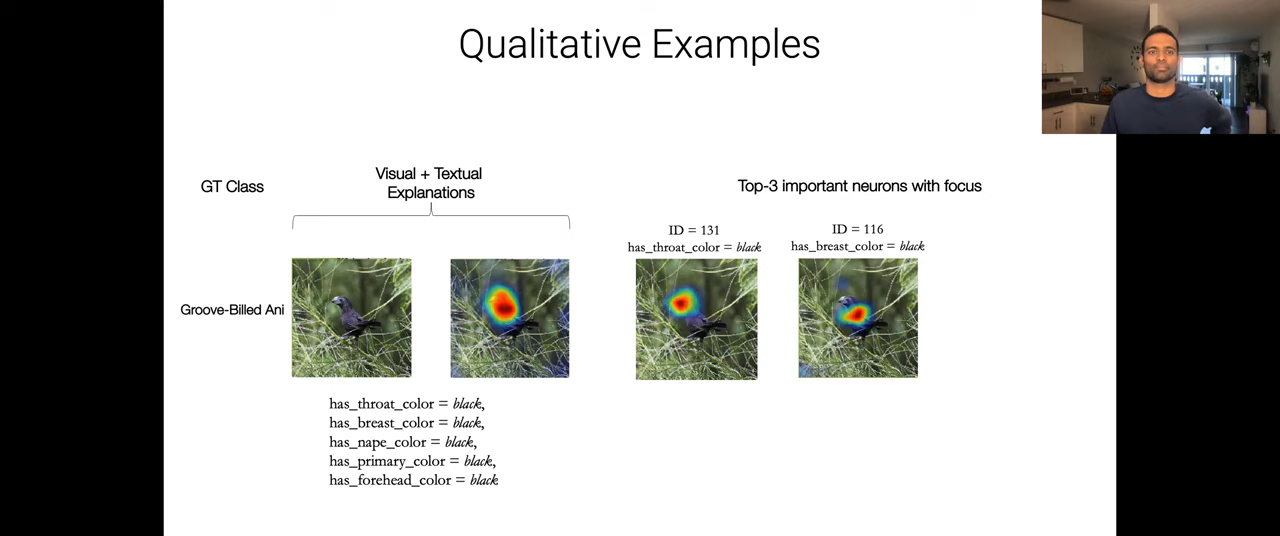 Qualitative Examples
GT Class
Visual + Textual
Explanations
Top-3 important neurons with focus
ID = 131
has_throat_color = black
ID = 116
has_breast_color = black
Groove-Billed Ani
has_throat_color = black,
has_breast_color = black,
has_nape_color = black,
has_primary_color = black,
has_forehead_color = black